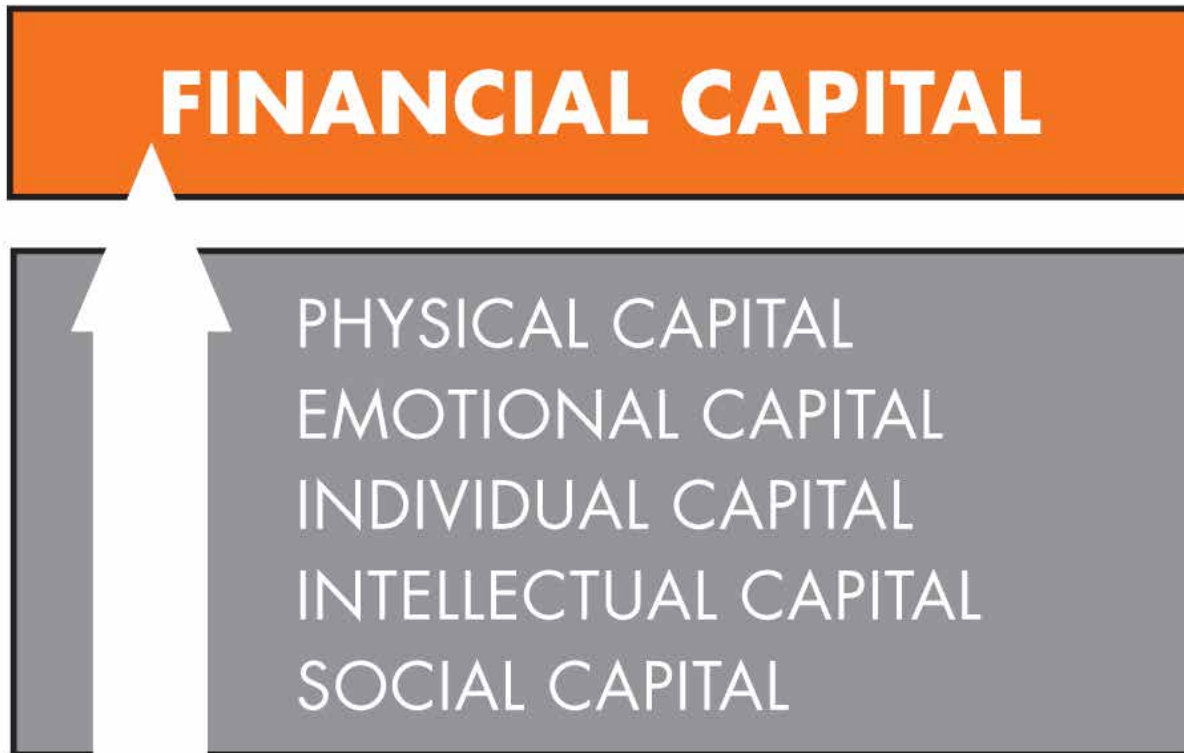 FINANCIAL CAPITAL
PHYSICAL CAPITAL
EMOTIONAL CAPITAL
INDIVIDUAL CAPITAL
INTELLECTUAL CAPITAL
SOCIAL CAPITAL